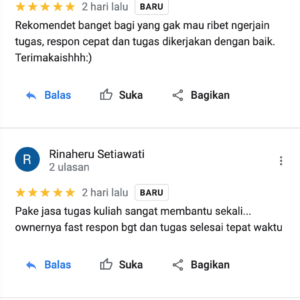 ★★★★★ 2 hari lalu BARU
Rekomendet banget bagi yang gak mau ribet ngerjain
tugas, respon cepat dan tugas dikerjakan dengan baik.
Terimakaishhh:)
Balas Suka Bagikan
R Rinaheru Setiawati
2 ulasan
★★★★★ 2 hari lalu BARU
Pake jasa tugas kuliah sangat membantu sekali...
ownernya fast respon bgt dan tugas selesai tepat waktu
Balas Suka Bagikan